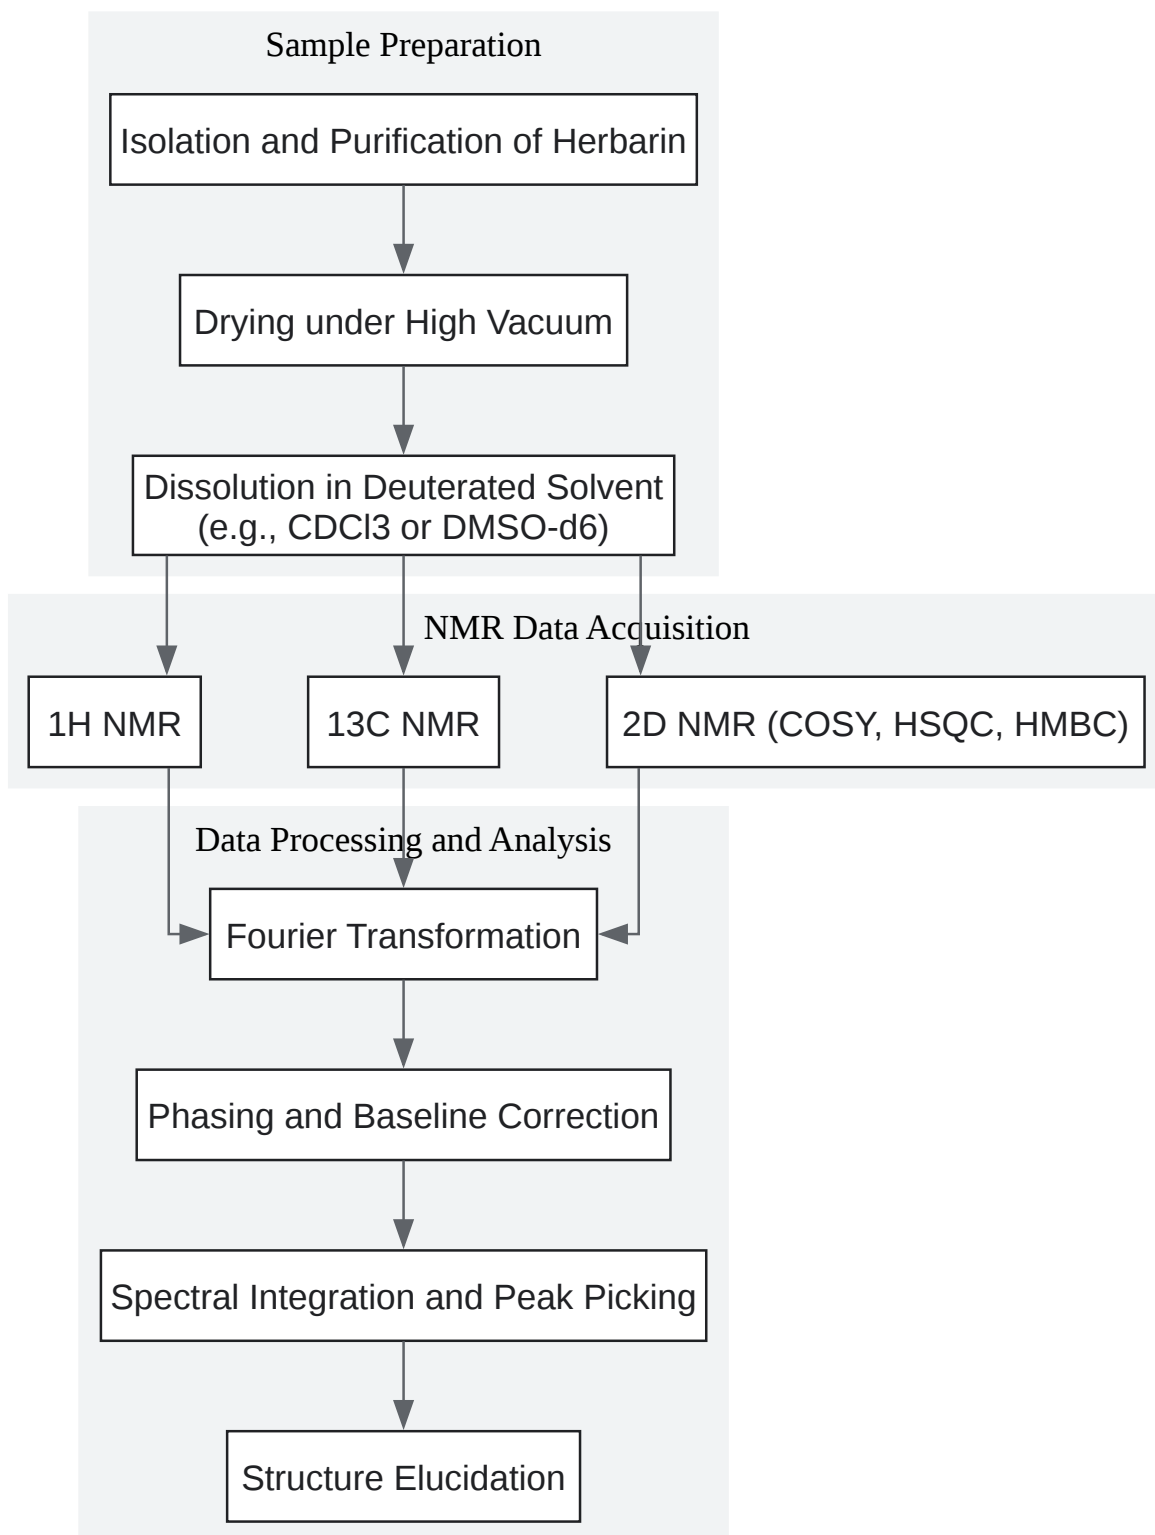 Sample Preparation
Isolation and Purification of Herbarin
Drying under High Vacuum
Dissolution in Deuterated Solvent
(e.g., CDCl3 or DMSO-d6)
NMR Data Acquisition
1H NMR
13C NMR
2D NMR (COSY, HSQC, HMBC)
Data Processing and Analysis
Fourier Transformation
Phasing and Baseline Correction
Spectral Integration and Peak Picking
Structure Elucidation